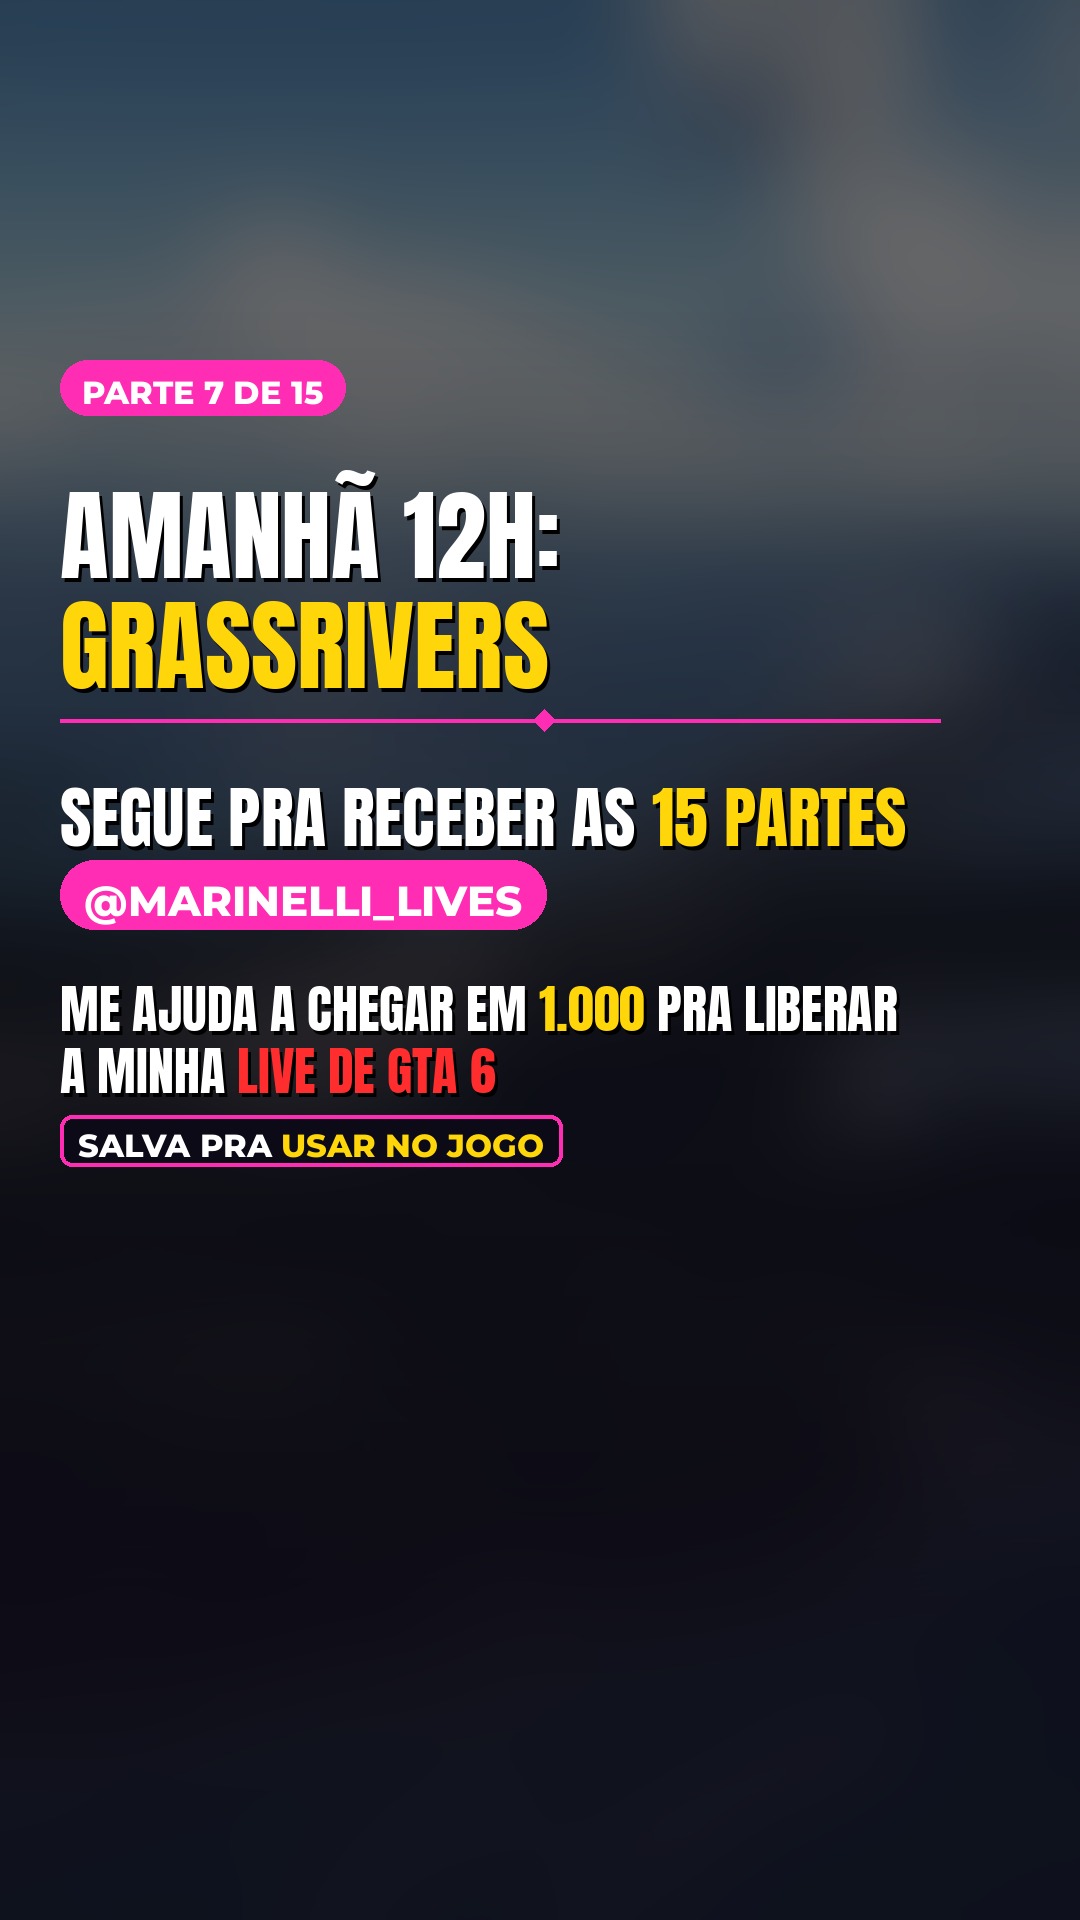 PARTE 7 DE 15
AMANHÃ 12H:
GRASSRIVERS
SEGUE PRA RECEBER AS 15 PARTES
@MARINELLI_LIVES
ME AJUDA A CHEGAR EM 1.000 PRA LIBERAR
A MINHA LIVE DE GTA 6
SALVA PRA USAR NO JOGO